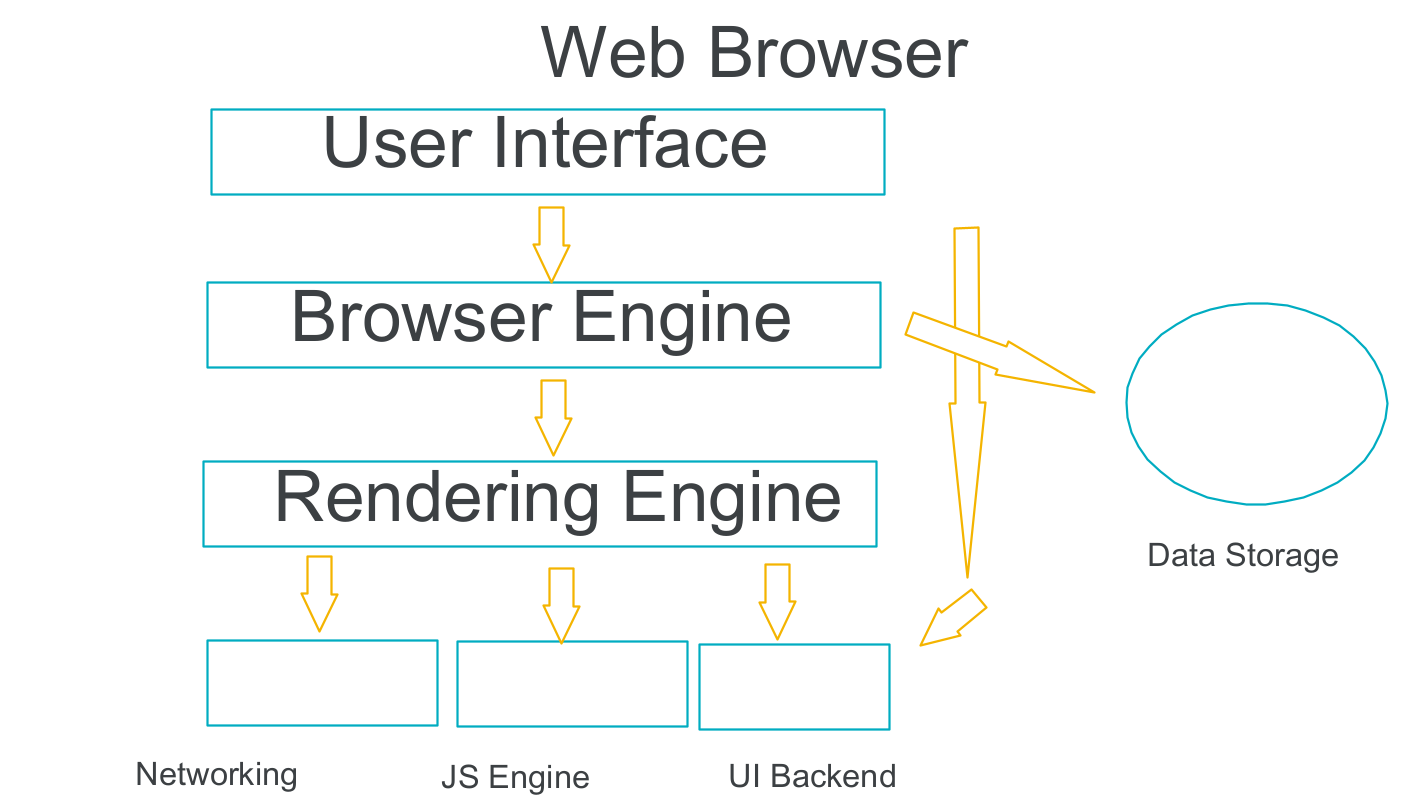 Web Browser
User Interface
Browser Engine
Rendering Engine
Data Storage
Networking
JS Engine
UI Backend